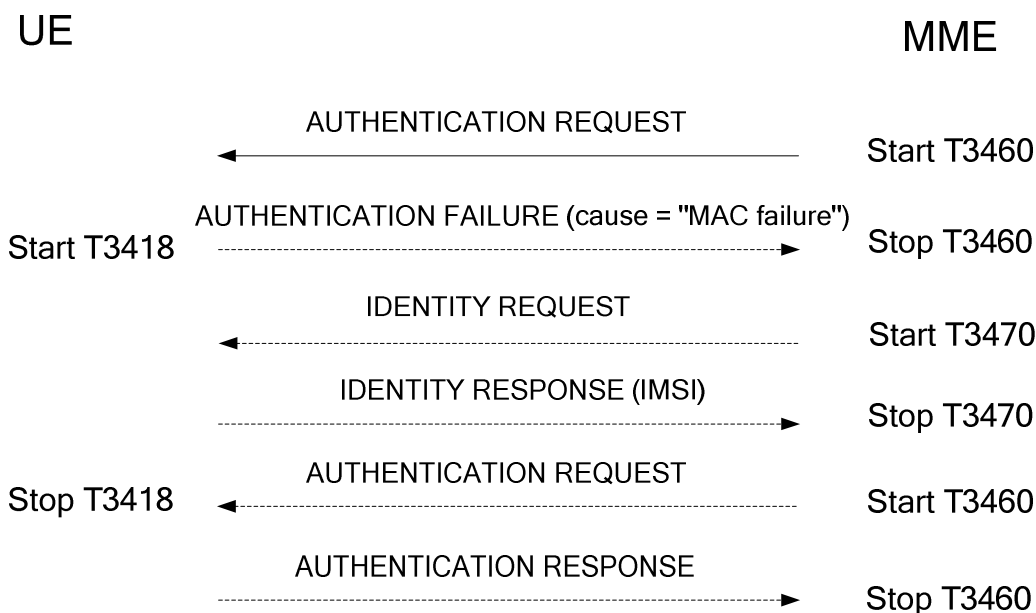 UE
MME
AUTHENTICATION REQUEST
Start T3460
AUTHENTICATION FAILURE (cause = "MAC failure")
Start T3418
Stop T3460
IDENTITY REQUEST
Start T3470
IDENTITY RESPONSE (IMSI)
Stop T3470
AUTHENTICATION REQUEST
Stop T3418
Start T3460
AUTHENTICATION RESPONSE
Stop T3460